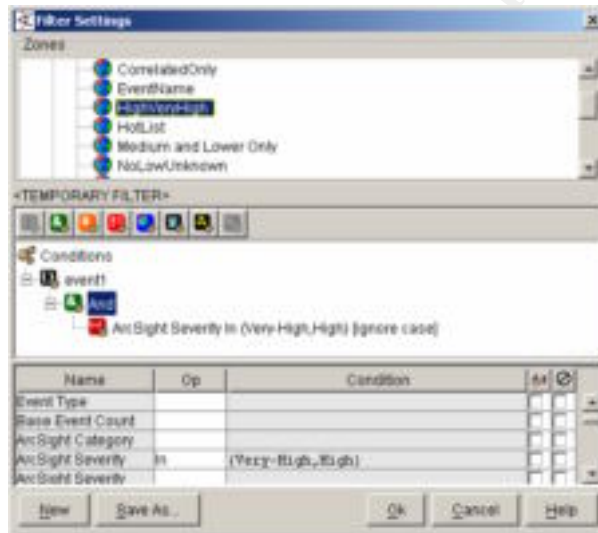 Filter Settings
Zones
CorrelatedOnly
EventName
HighVeryHigh
HotList
Medium and Lower Only
NoLowUnknown
<TEMPORARY FILTER>
Conditions
event1
And
ArcSight Severity In (Very-High,High) [ignore case]
Name Op Condition
Event Type
Base Event Count
ArcSight Category
ArcSight Severity In (Very-High,High)
ArcSight Severity
New Save As... Ok Cancel Help